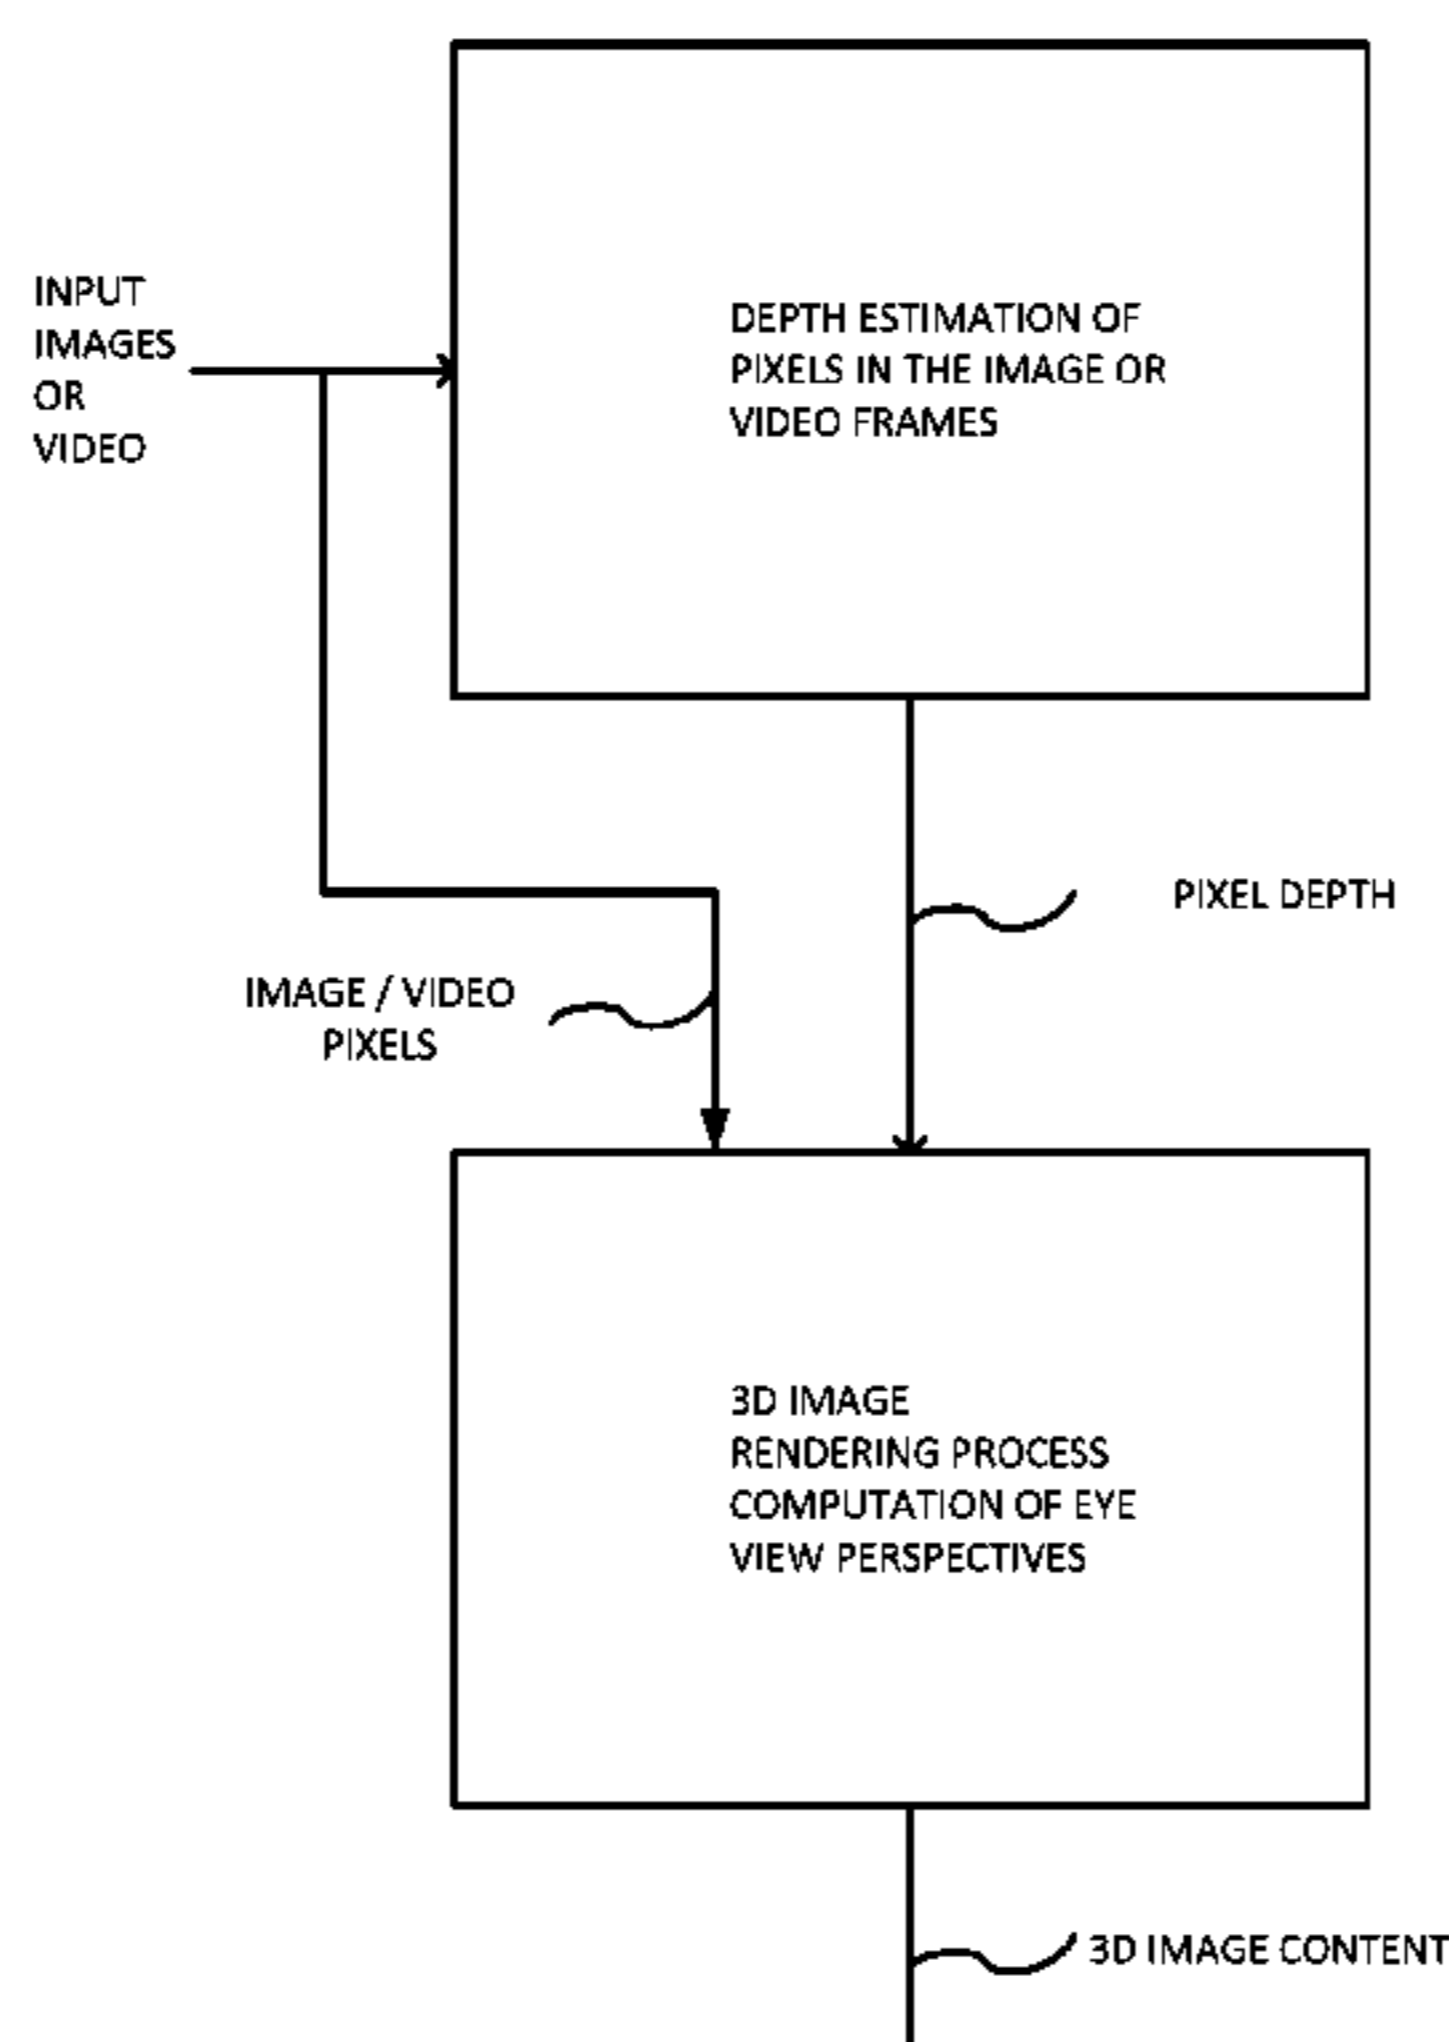 INPUT
IMAGES
OR
VIDEO
DEPTH ESTIMATION OF
PIXELS IN THE IMAGE OR
VIDEO FRAMES
PIXEL DEPTH
IMAGE / VIDEO
PIXELS
3D IMAGE
RENDERING PROCESS
COMPUTATION OF EYE
VIEW PERSPECTIVES
3D IMAGE CONTENT